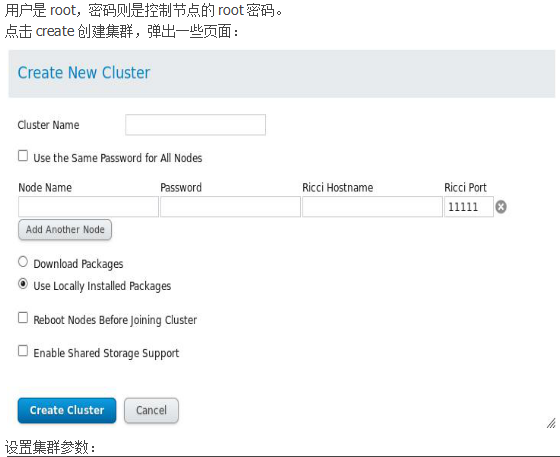 用户是 root，密码则是控制节点的 root 密码。
点击 create 创建集群，弹出一些页面：
Create New Cluster
Cluster Name
Use the Same Password for All Nodes
Node Name Password Ricci Hostname Ricci Port
11111
Add Another Node
Download Packages
Use Locally Installed Packages
Reboot Nodes Before Joining Cluster
Enable Shared Storage Support
Create Cluster Cancel
设置集群参数：